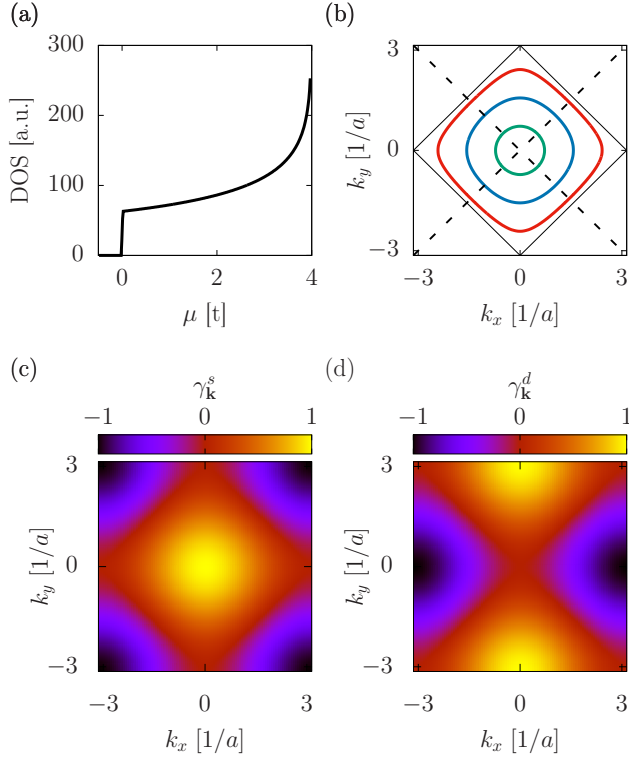 (a)
DOS [a.u.]
300
200
100
0
0
2
4
μ [t]
(b)
k_y [1/a]
3
0
−3
−3
0
3
k_x [1/a]
(c)
γ^s_k
−1
0
1
k_y [1/a]
3
0
−3
−3
0
3
k_x [1/a]
(d)
γ^d_k
−1
0
1
k_y [1/a]
3
0
−3
−3
0
3
k_x [1/a]